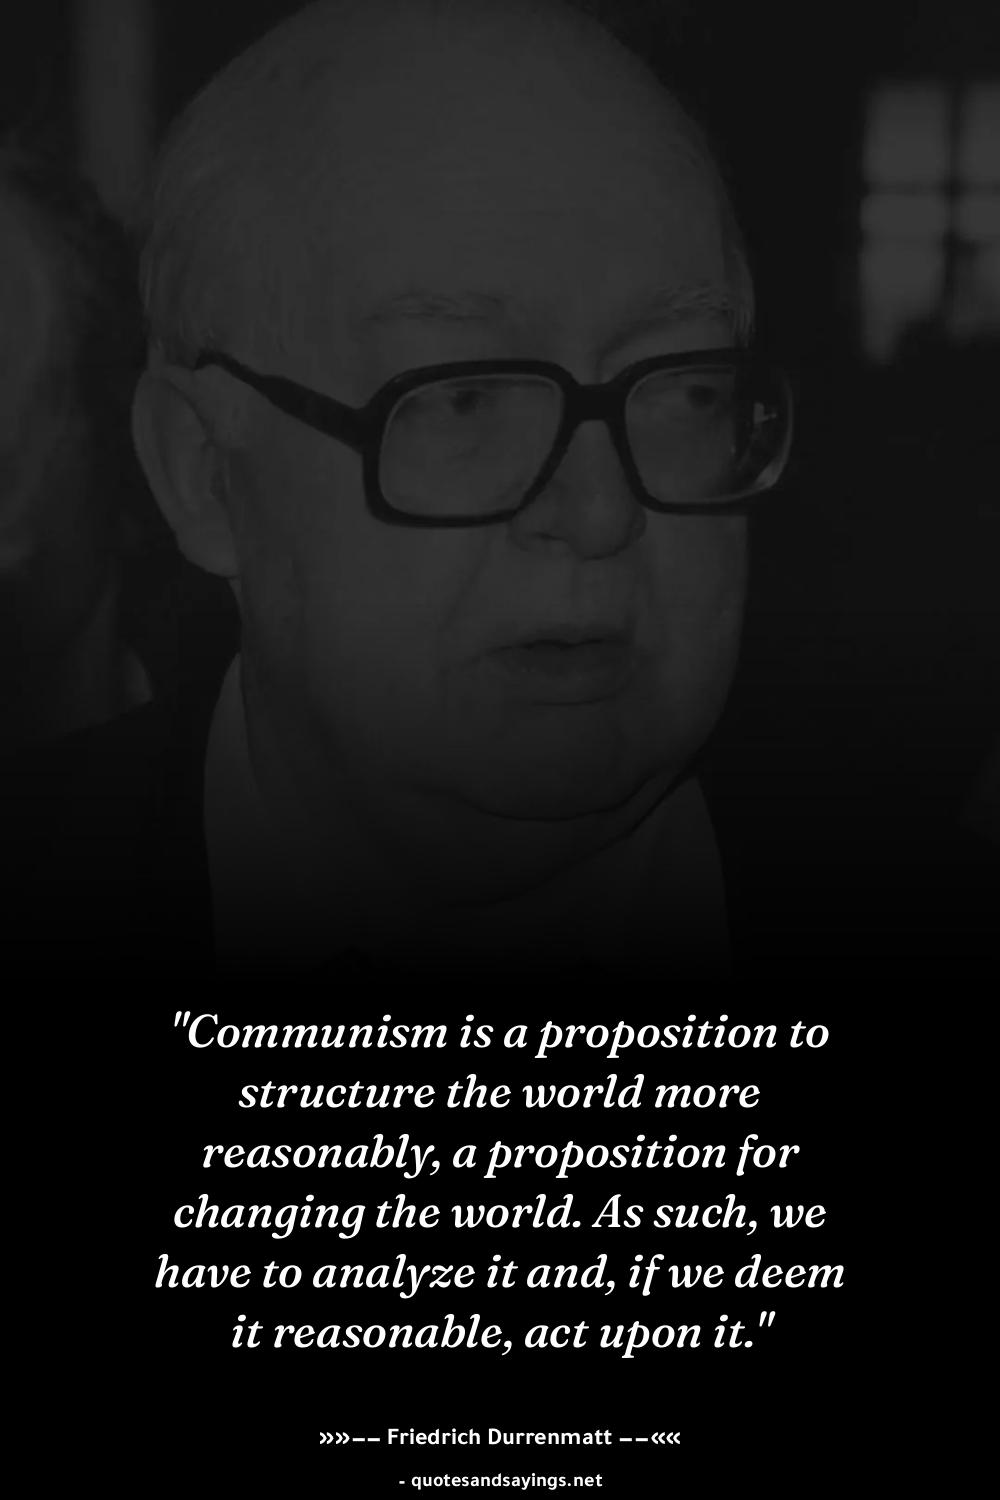 "Communism is a proposition to
structure the world more
reasonably, a proposition for
changing the world. As such, we
have to analyze it and, if we deem
it reasonable, act upon it."
»»—— Friedrich Durrenmatt ——««
- quotesandsayings.net